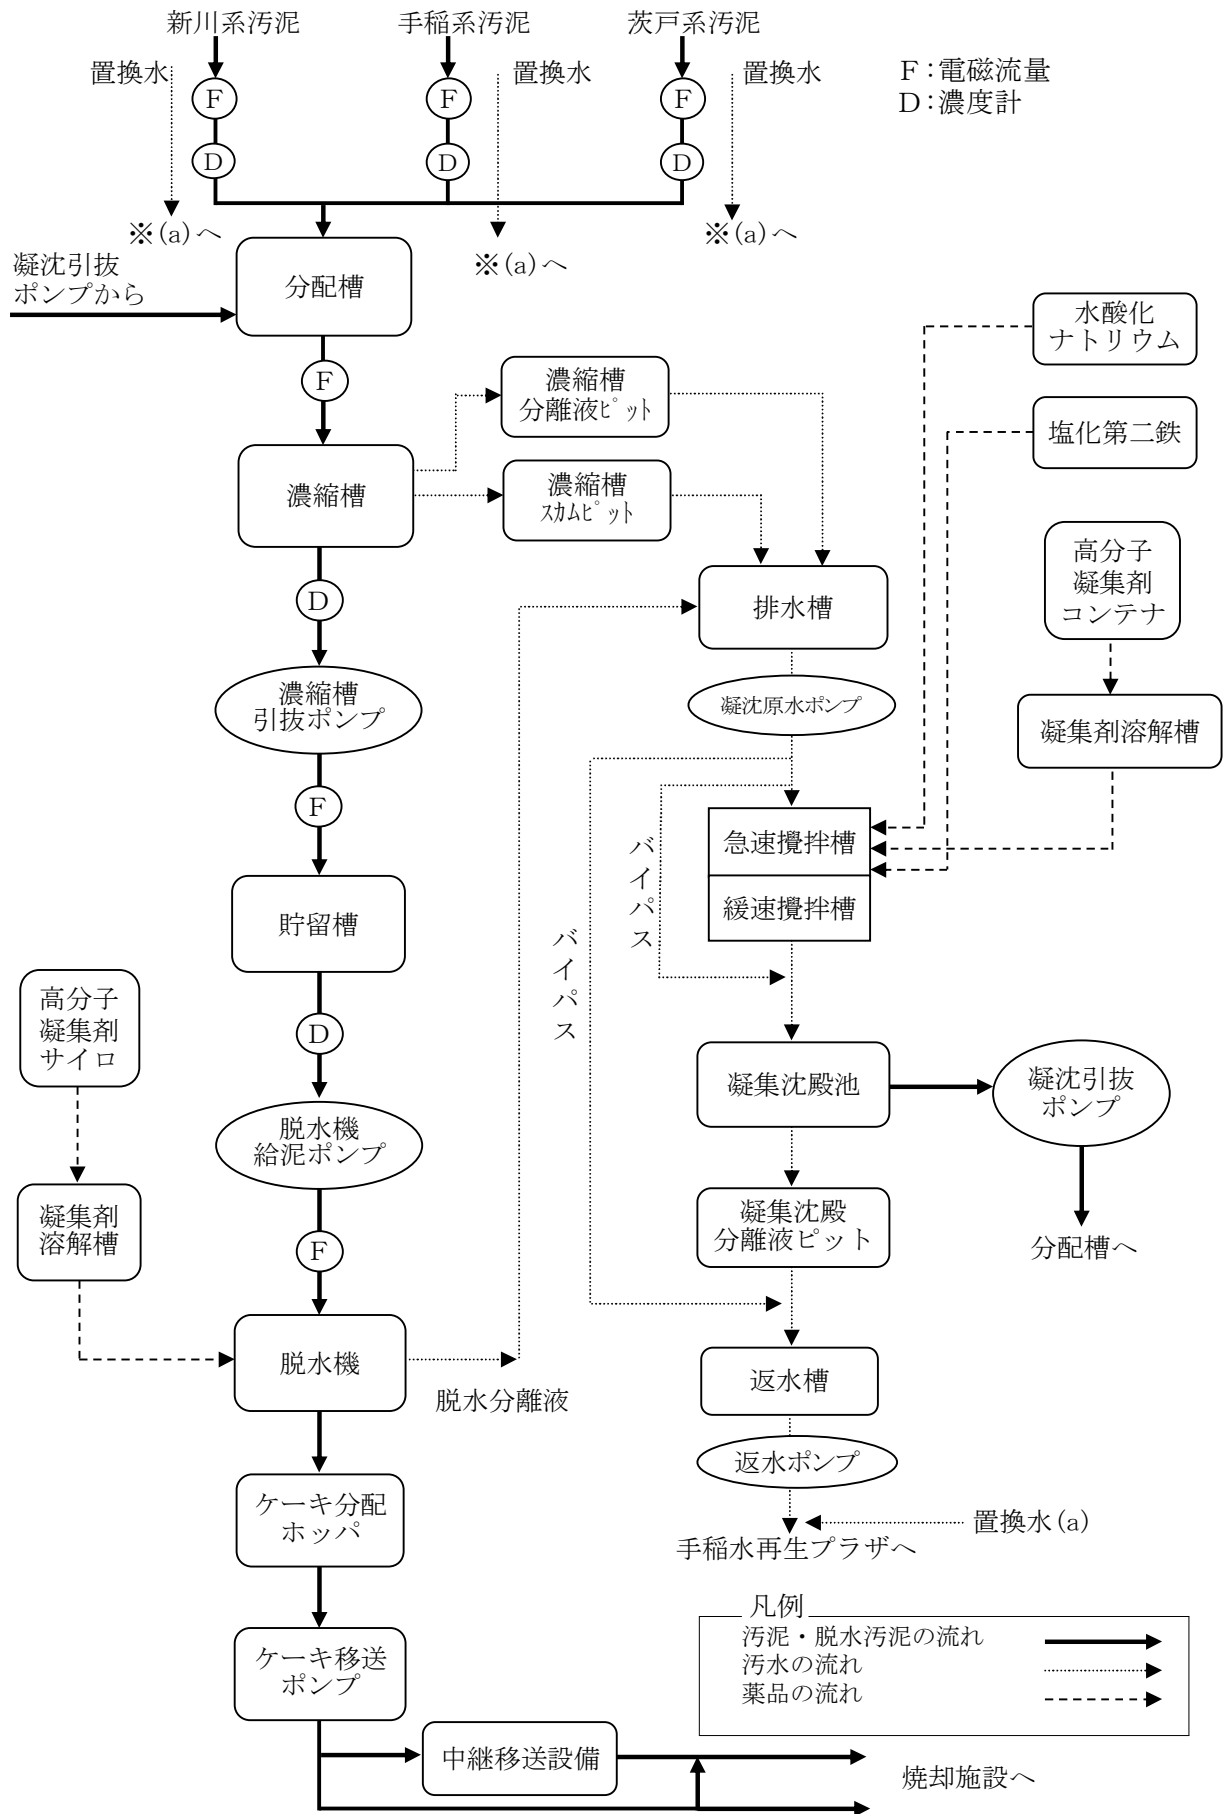 新川系汚泥
手稲系汚泥
茨戸系汚泥
置換水
置換水
置換水
F：電磁流量
D：濃度計
F
F
F
D
D
D
※(a)へ
※(a)へ
※(a)へ
凝沈引抜
ポンプから
分配槽
水酸化
ナトリウム
F
濃縮槽
分離液ﾋﾟｯﾄ
塩化第二鉄
濃縮槽
濃縮槽
ｽｶﾑﾋﾟｯﾄ
高分子
凝集剤
コンテナ
D
排水槽
濃縮槽
引抜ポンプ
凝沈原水ポンプ
凝集剤溶解槽
F
急速攪拌槽
バイパス
貯留槽
緩速攪拌槽
バイパス
高分子
凝集剤
サイロ
D
凝集沈殿池
凝沈引抜
ポンプ
脱水機
給泥ポンプ
凝集剤
溶解槽
凝集沈殿
分離液ピット
F
分配槽へ
脱水機
脱水分離液
返水槽
返水ポンプ
ケーキ分配
ホッパ
置換水(a)
手稲水再生プラザへ
凡例
汚泥・脱水汚泥の流れ
汚水の流れ
薬品の流れ
ケーキ移送
ポンプ
中継移送設備
焼却施設へ